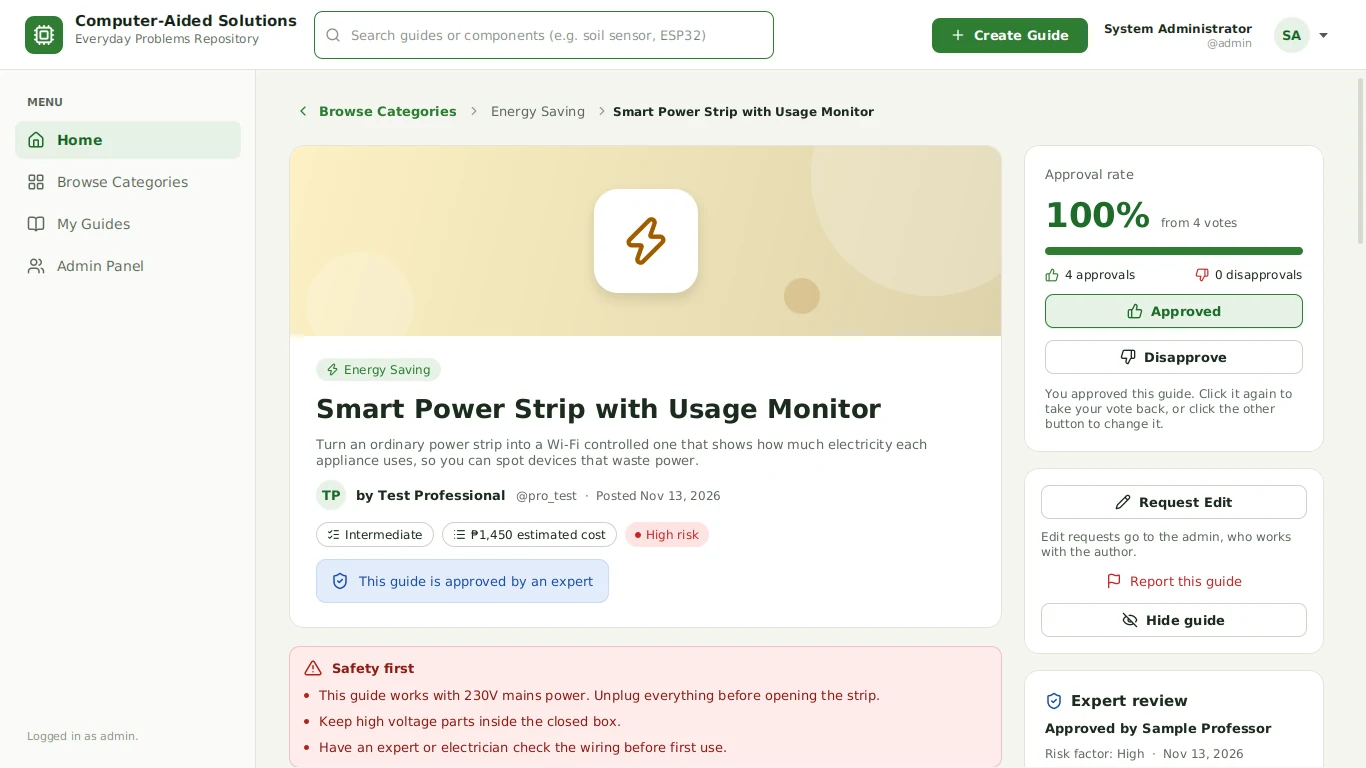 Computer-Aided Solutions
Everyday Problems Repository
Search guides or components (e.g. soil sensor, ESP32)
Create Guide
System Administrator
@admin
SA
MENU
Home
Browse Categories
My Guides
Admin Panel
Logged in as admin.
Browse Categories
Energy Saving
Smart Power Strip with Usage Monitor
Energy Saving
Smart Power Strip with Usage Monitor
Turn an ordinary power strip into a Wi-Fi controlled one that shows how much electricity each
appliance uses, so you can spot devices that waste power.
TP by Test Professional @pro_test · Posted Nov 13, 2026
Intermediate
₱1,450 estimated cost
High risk
This guide is approved by an expert
Safety first
• This guide works with 230V mains power. Unplug everything before opening the strip.
• Keep high voltage parts inside the closed box.
• Have an expert or electrician check the wiring before first use.
Approval rate
100% from 4 votes
4 approvals
0 disapprovals
Approved
Disapprove
You approved this guide. Click it again to
take your vote back, or click the other
button to change it.
Request Edit
Edit requests go to the admin, who works
with the author.
Report this guide
Hide guide
Expert review
Approved by Sample Professor
Risk factor: High · Nov 13, 2026